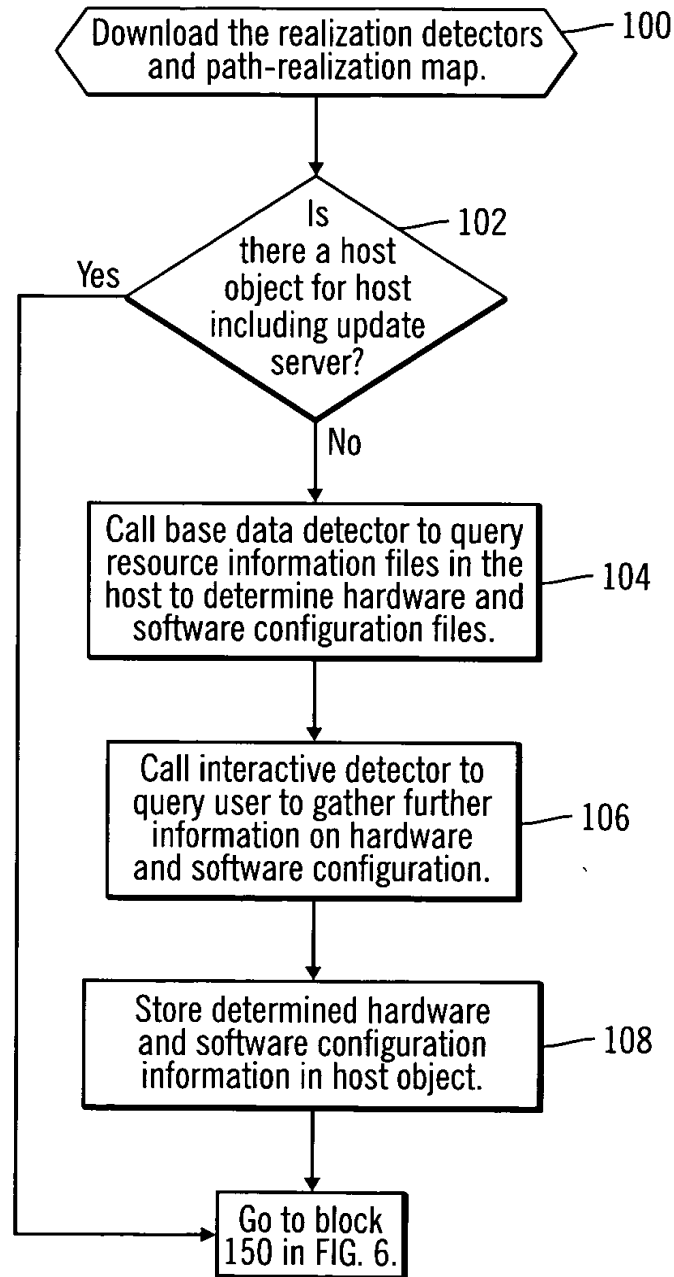 Download the realization detectors
and path-realization map.
100
Is
there a host
object for host
including update
server?
102
Yes
No
Call base data detector to query
resource information files in the
host to determine hardware and
software configuration files.
104
Call interactive detector to
query user to gather further
information on hardware
and software configuration.
106
Store determined hardware
and software configuration
information in host object.
108
Go to block
150 in FIG. 6.